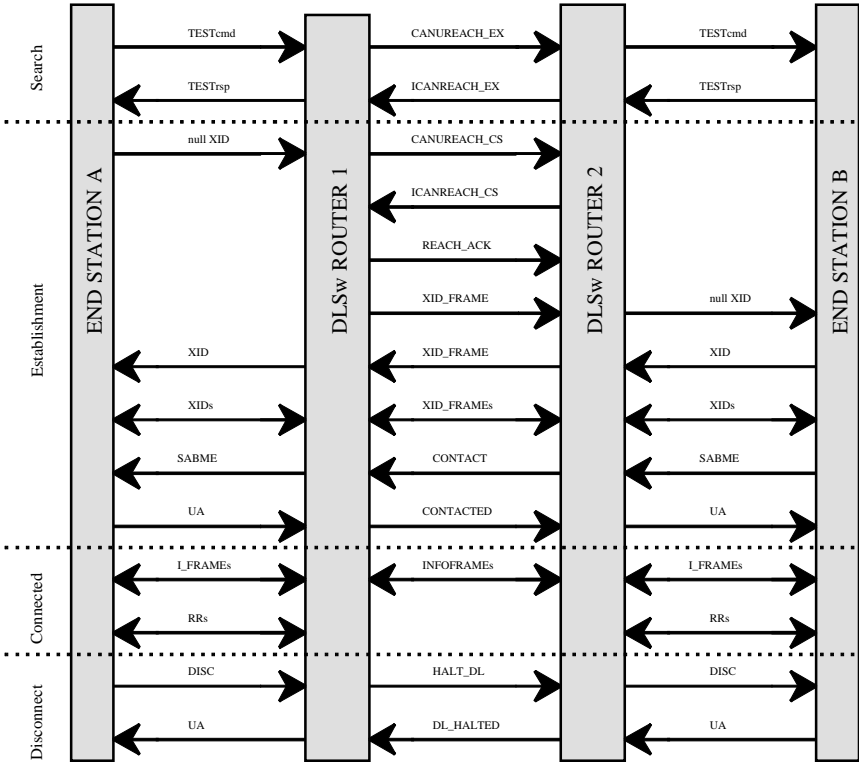 TESTcmd
CANUREACH_EX
TESTcmd
Search
TESTrsp
ICANREACH_EX
TESTrsp
null XID
CANUREACH_CS
END STATION A
DLSw ROUTER 1
ICANREACH_CS
DLSw ROUTER 2
END STATION B
REACH_ACK
Establishment
XID_FRAME
null XID
XID
XID_FRAME
XID
XIDs
XID_FRAMEs
XIDs
SABME
CONTACT
SABME
UA
CONTACTED
UA
Connected
I_FRAMEs
INFOFRAMEs
I_FRAMEs
RRs
RRs
Disconnect
DISC
HALT_DL
DISC
UA
DL_HALTED
UA